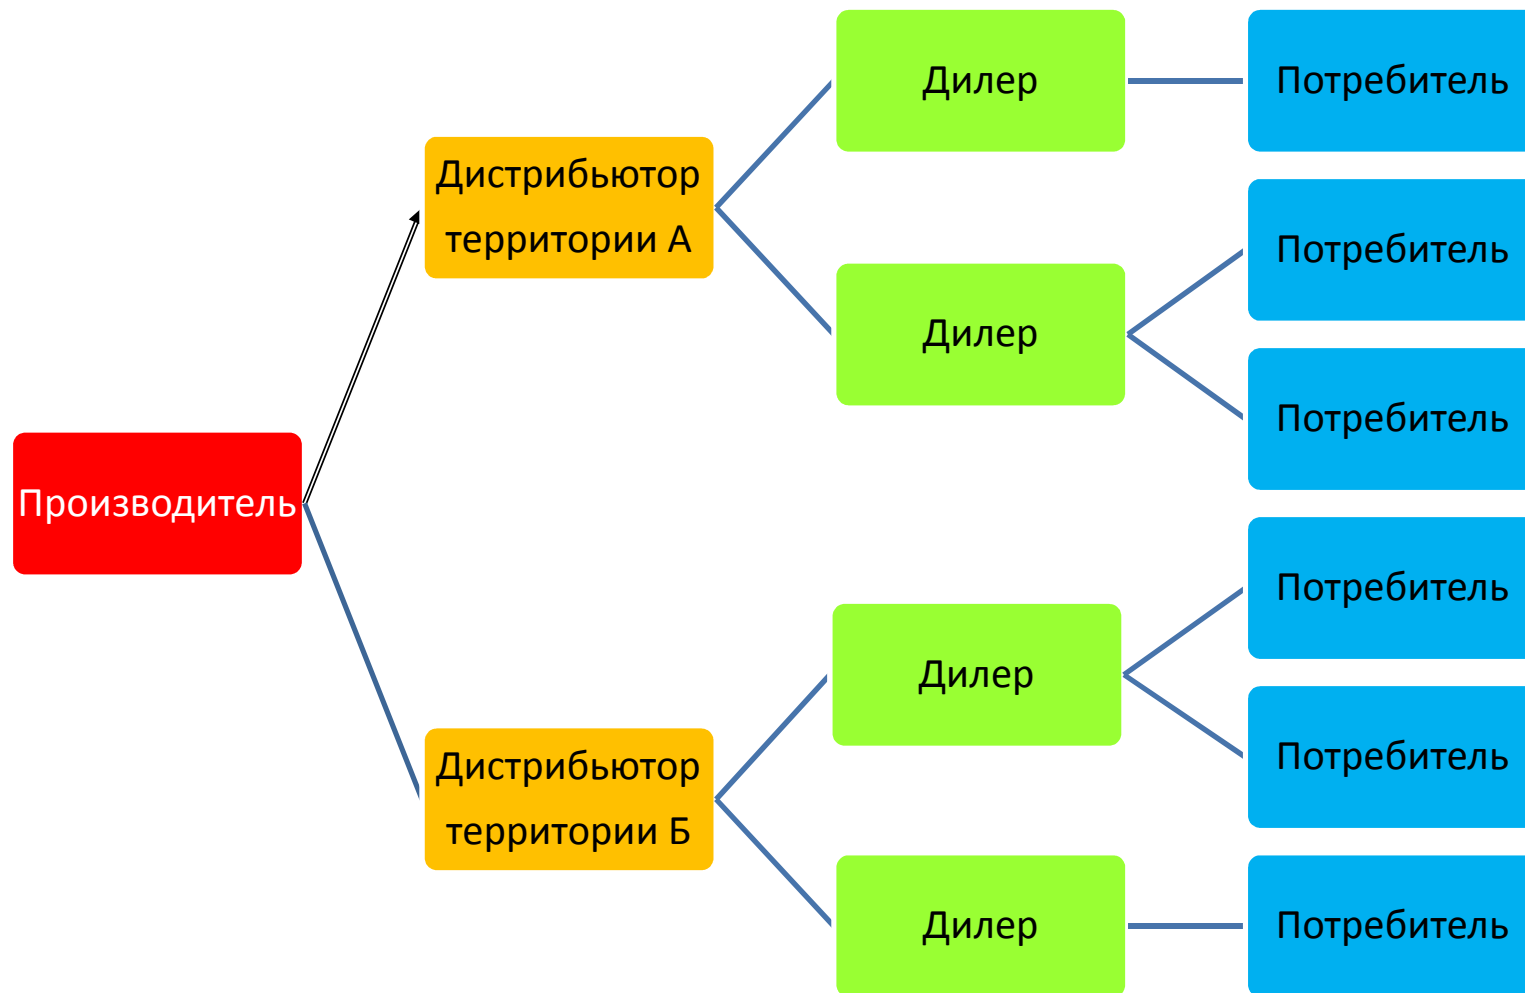 Производитель
Дистрибьютор
территории А
Дистрибьютор
территории Б
Дилер
Дилер
Дилер
Дилер
Потребитель
Потребитель
Потребитель
Потребитель
Потребитель
Потребитель